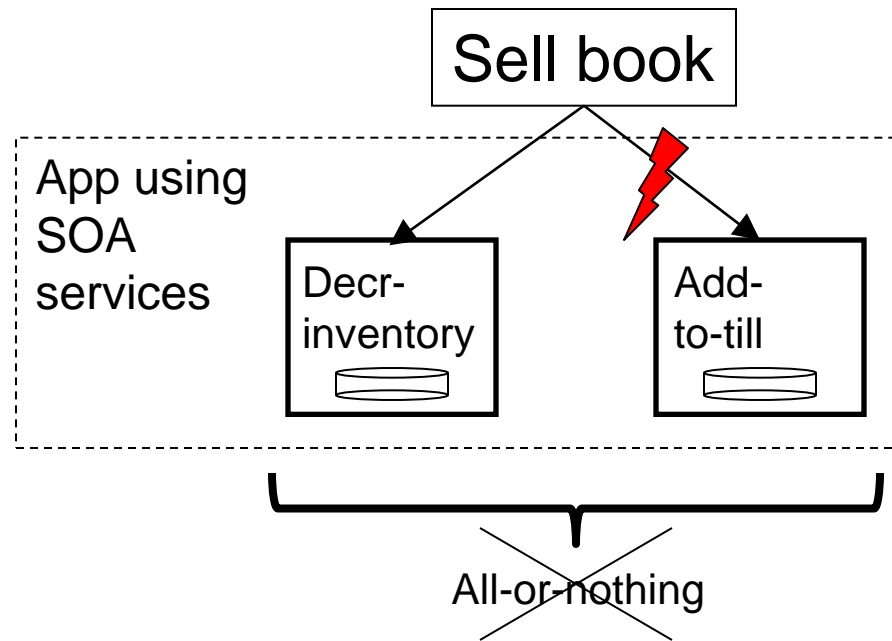 Sell book
App using
SOA
services
Decr-
inventory
Add-
to-till
All-or-nothing